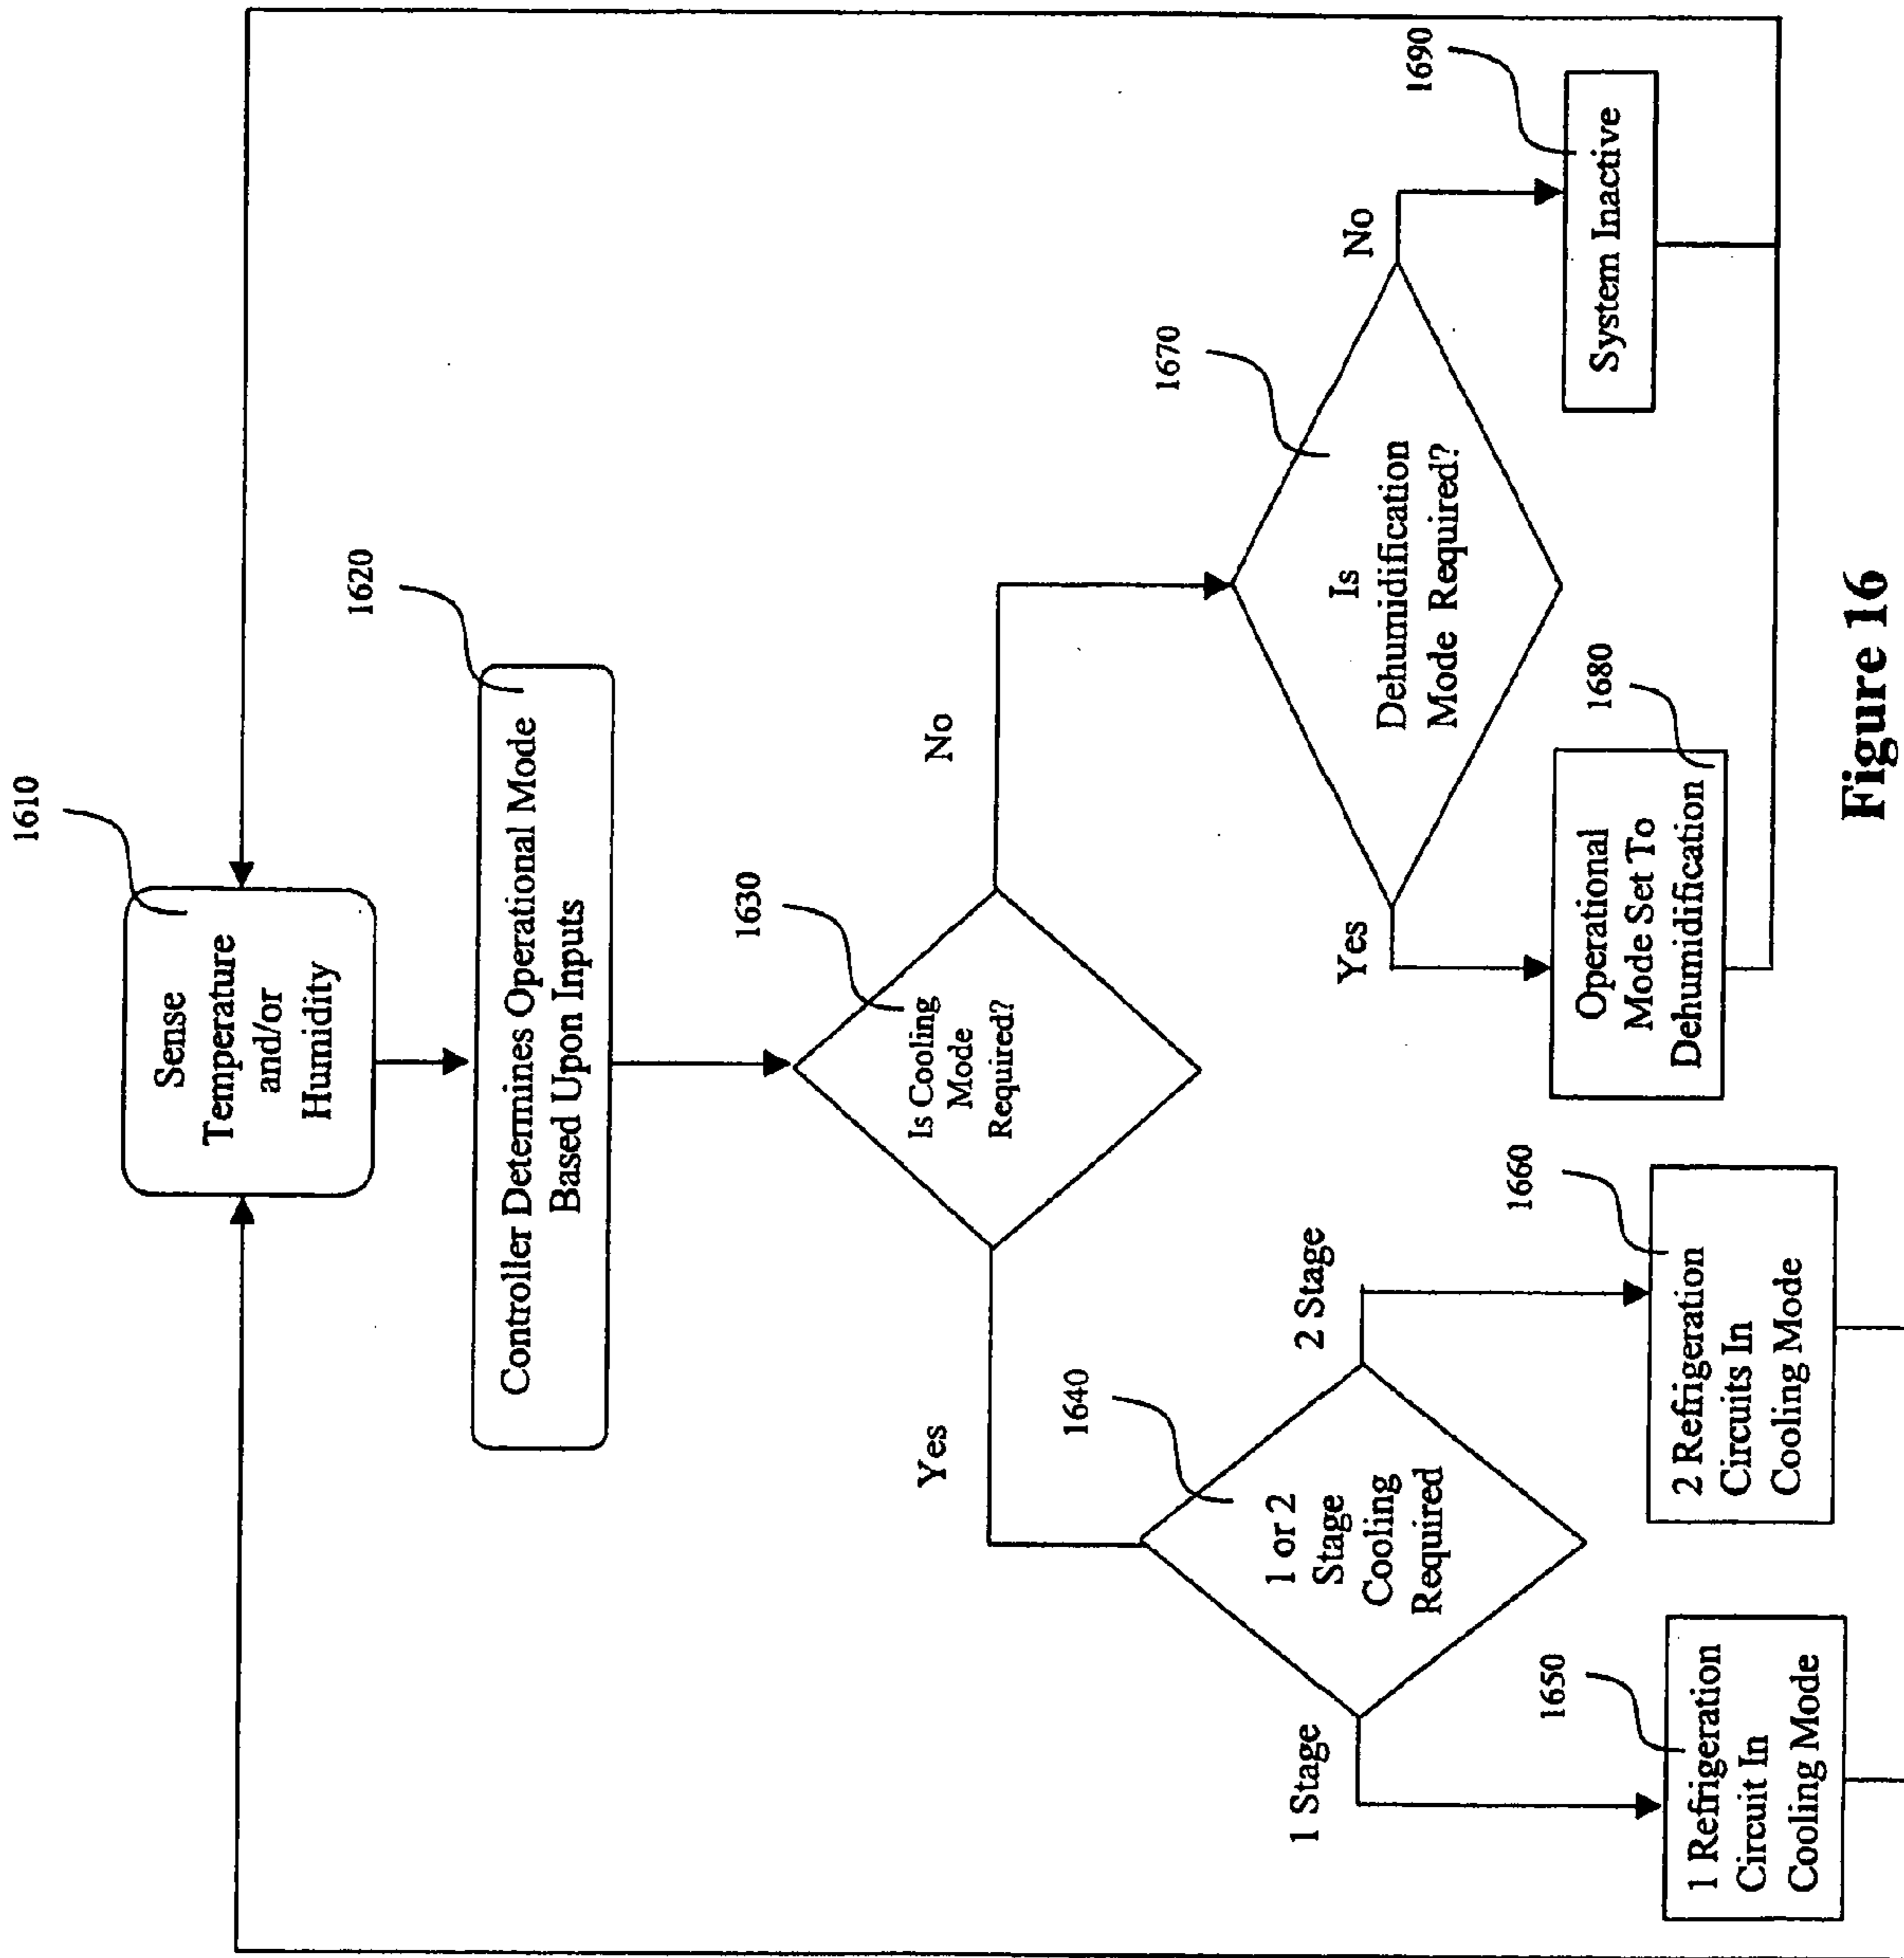 1610
Sense
Temperature
and/or
Humidity
1620
Controller Determines Operational Mode
Based Upon Inputs
1630
Is Cooling
Mode
Required?
Yes
No
1640
1 or 2
Stage
Cooling
Required
1 Stage
2 Stage
1650
1 Refrigeration
Circuit In
Cooling Mode
1660
2 Refrigeration
Circuits In
Cooling Mode
1670
Is
Dehumidification
Mode Required?
Yes
No
1680
Operational
Mode Set To
Dehumidification
1690
System Inactive
Figure 16